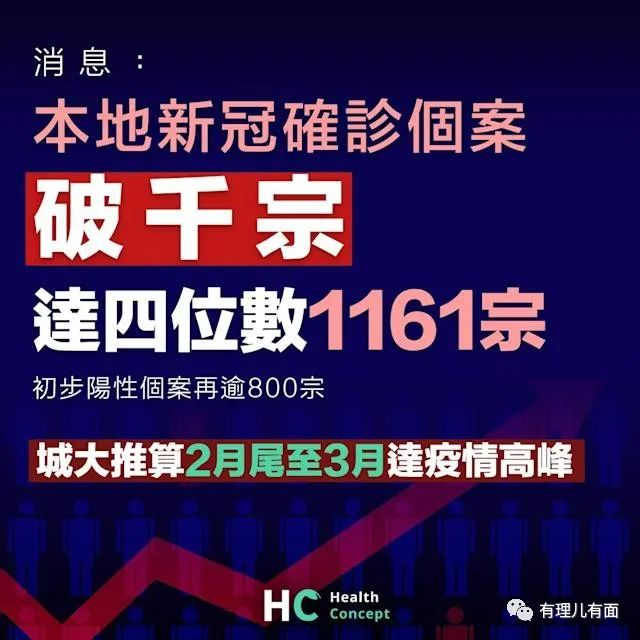 消息：
本地新冠確診個案
破千宗
達四位數1161宗
初步陽性個案再逾800宗
城大推算2月尾至3月達疫情高峰
HC Health
Concept
有理儿有面